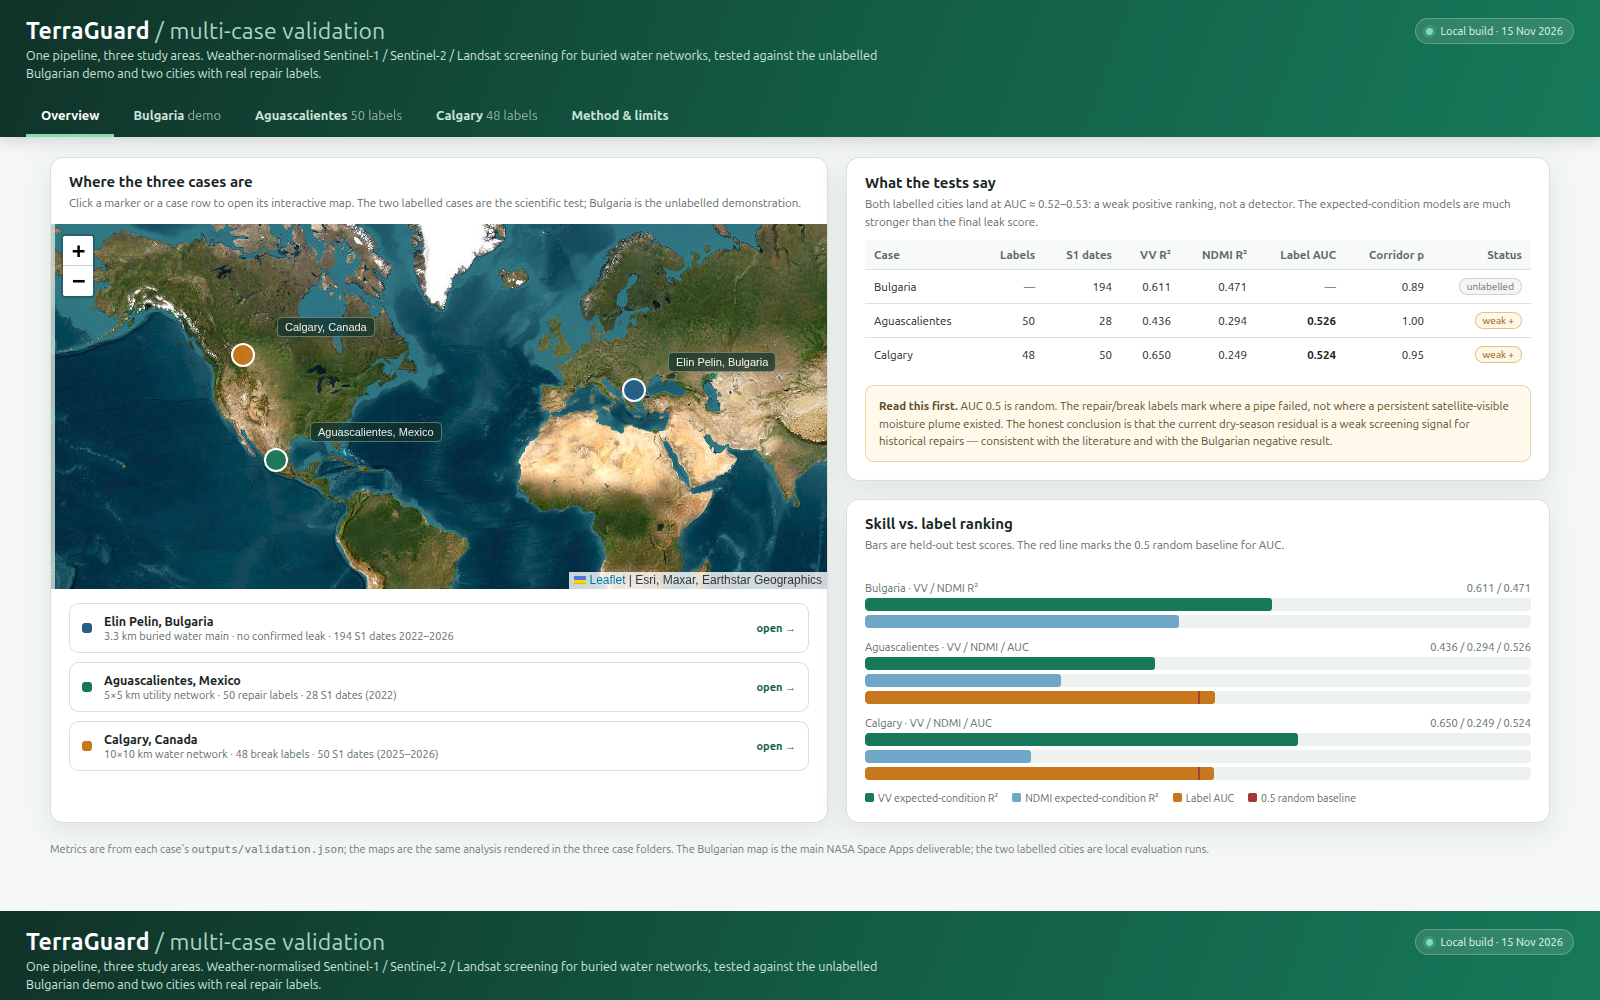 TerraGuard / multi-case validation
One pipeline, three study areas. Weather-normalised Sentinel-1 / Sentinel-2 / Landsat screening for buried water networks, tested against the unlabelled
Bulgarian demo and two cities with real repair labels.
Local build · 15 Nov 2026
Overview
Bulgaria demo
Aguascalientes 50 labels
Calgary 48 labels
Method & limits
Where the three cases are
Click a marker or a case row to open its interactive map. The two labelled cases are the scientific test; Bulgaria is the unlabelled demonstration.
+
−
Calgary, Canada
Elin Pelin, Bulgaria
Aguascalientes, Mexico
Leaflet | Esri, Maxar, Earthstar Geographics
Elin Pelin, Bulgaria
3.3 km buried water main · no confirmed leak · 194 S1 dates 2022–2026
open →
Aguascalientes, Mexico
5×5 km utility network · 50 repair labels · 28 S1 dates (2022)
open →
Calgary, Canada
10×10 km water network · 48 break labels · 50 S1 dates (2025–2026)
open →
What the tests say
Both labelled cities land at AUC ≈ 0.52–0.53: a weak positive ranking, not a detector. The expected-condition models are much
stronger than the final leak score.
Case Labels S1 dates VV R² NDMI R² Label AUC Corridor p Status
Bulgaria — 194 0.611 0.471 — 0.89 unlabelled
Aguascalientes 50 28 0.436 0.294 0.526 1.00 weak +
Calgary 48 50 0.650 0.249 0.524 0.95 weak +
Read this first. AUC 0.5 is random. The repair/break labels mark where a pipe failed, not where a persistent satellite-visible
moisture plume existed. The honest conclusion is that the current dry-season residual is a weak screening signal for
historical repairs — consistent with the literature and with the Bulgarian negative result.
Skill vs. label ranking
Bars are held-out test scores. The red line marks the 0.5 random baseline for AUC.
Bulgaria · VV / NDMI R² 0.611 / 0.471
Aguascalientes · VV / NDMI / AUC 0.436 / 0.294 / 0.526
Calgary · VV / NDMI / AUC 0.650 / 0.249 / 0.524
VV expected-condition R² NDMI expected-condition R² Label AUC 0.5 random baseline
Metrics are from each case's outputs/validation.json; the maps are the same analysis rendered in the three case folders. The Bulgarian map is the main NASA Space Apps deliverable; the two labelled cities are local evaluation runs.
TerraGuard / multi-case validation
One pipeline, three study areas. Weather-normalised Sentinel-1 / Sentinel-2 / Landsat screening for buried water networks, tested against the unlabelled
Bulgarian demo and two cities with real repair labels.
Local build · 15 Nov 2026